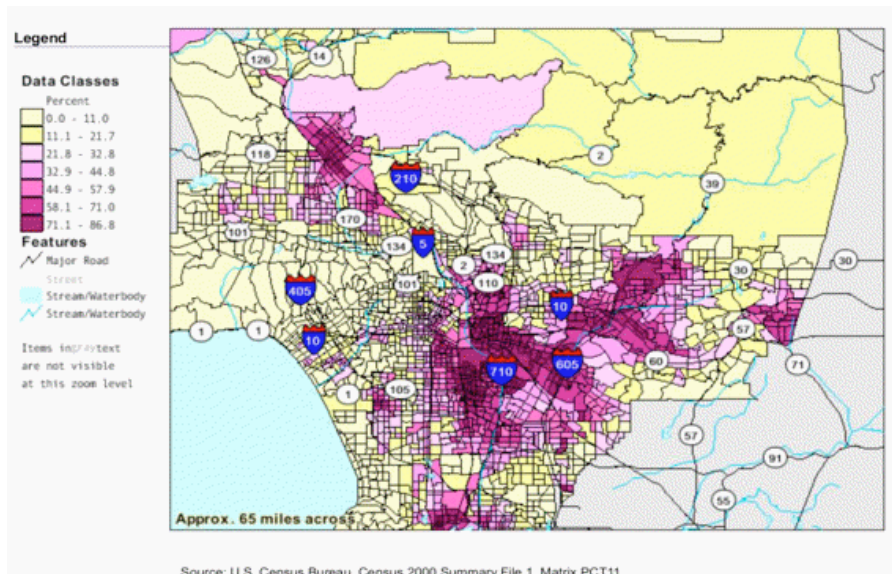 Legend
Data Classes
Percent
0.0 - 11.0
11.1 - 21.7
21.8 - 32.8
32.9 - 44.8
44.9 - 57.9
58.1 - 71.0
71.1 - 86.8
Features
Major Road
Street
Stream/Waterbody
Stream/Waterbody
Items in gray text
are not visible
at this zoom level
126
14
118
2
210
39
170
101
134
5
2
134
30
30
405
101
110
10
57
1
1
10
710
605
60
71
1
105
57
91
55
Approx. 65 miles across.
Source: U.S. Census Bureau, Census 2000 Summary File 1, Matrix PCT11